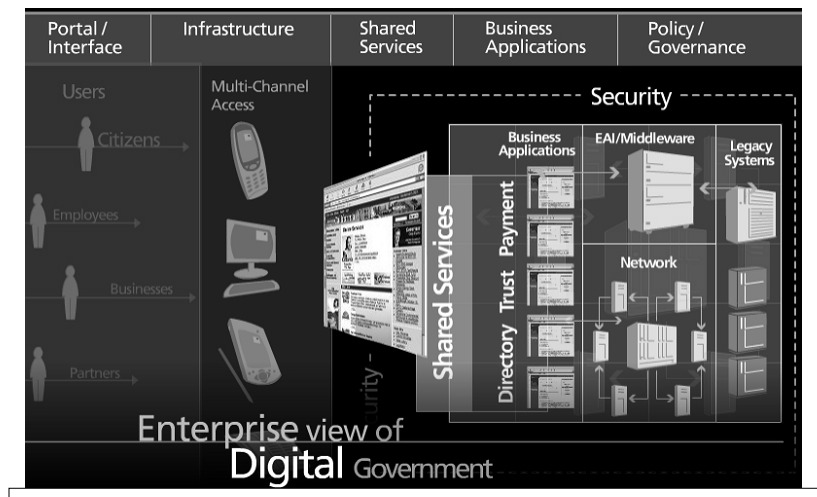 Portal /
Interface
Infrastructure
Shared
Services
Business
Applications
Policy /
Governance
Users
Citizens
Employees
Businesses
Partners
Multi-Channel
Access
Security
Business
Applications
EAI/Middleware
Legacy
Systems
Network
Shared Services
Directory Trust Payment
Enterprise view of
Digital Government